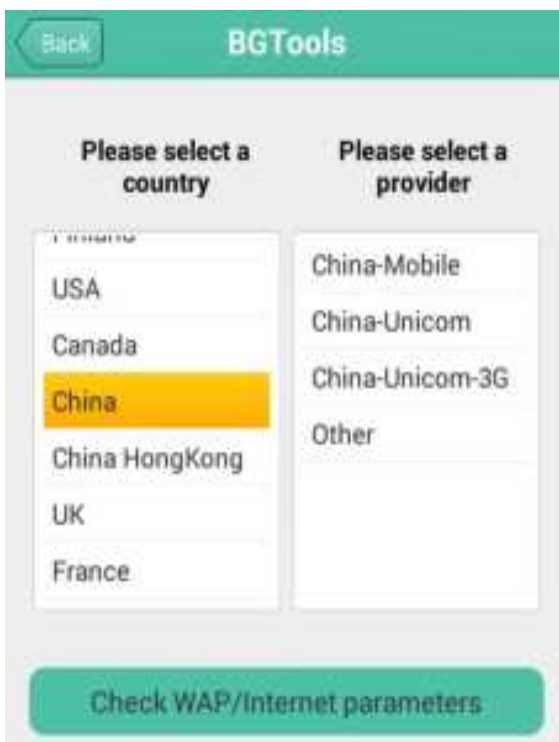 Back
BGTools
Please select a
country
Please select a
provider
USA
Canada
China
China HongKong
UK
France
China-Mobile
China-Unicom
China-Unicom-3G
Other
Check WAP/Internet parameters